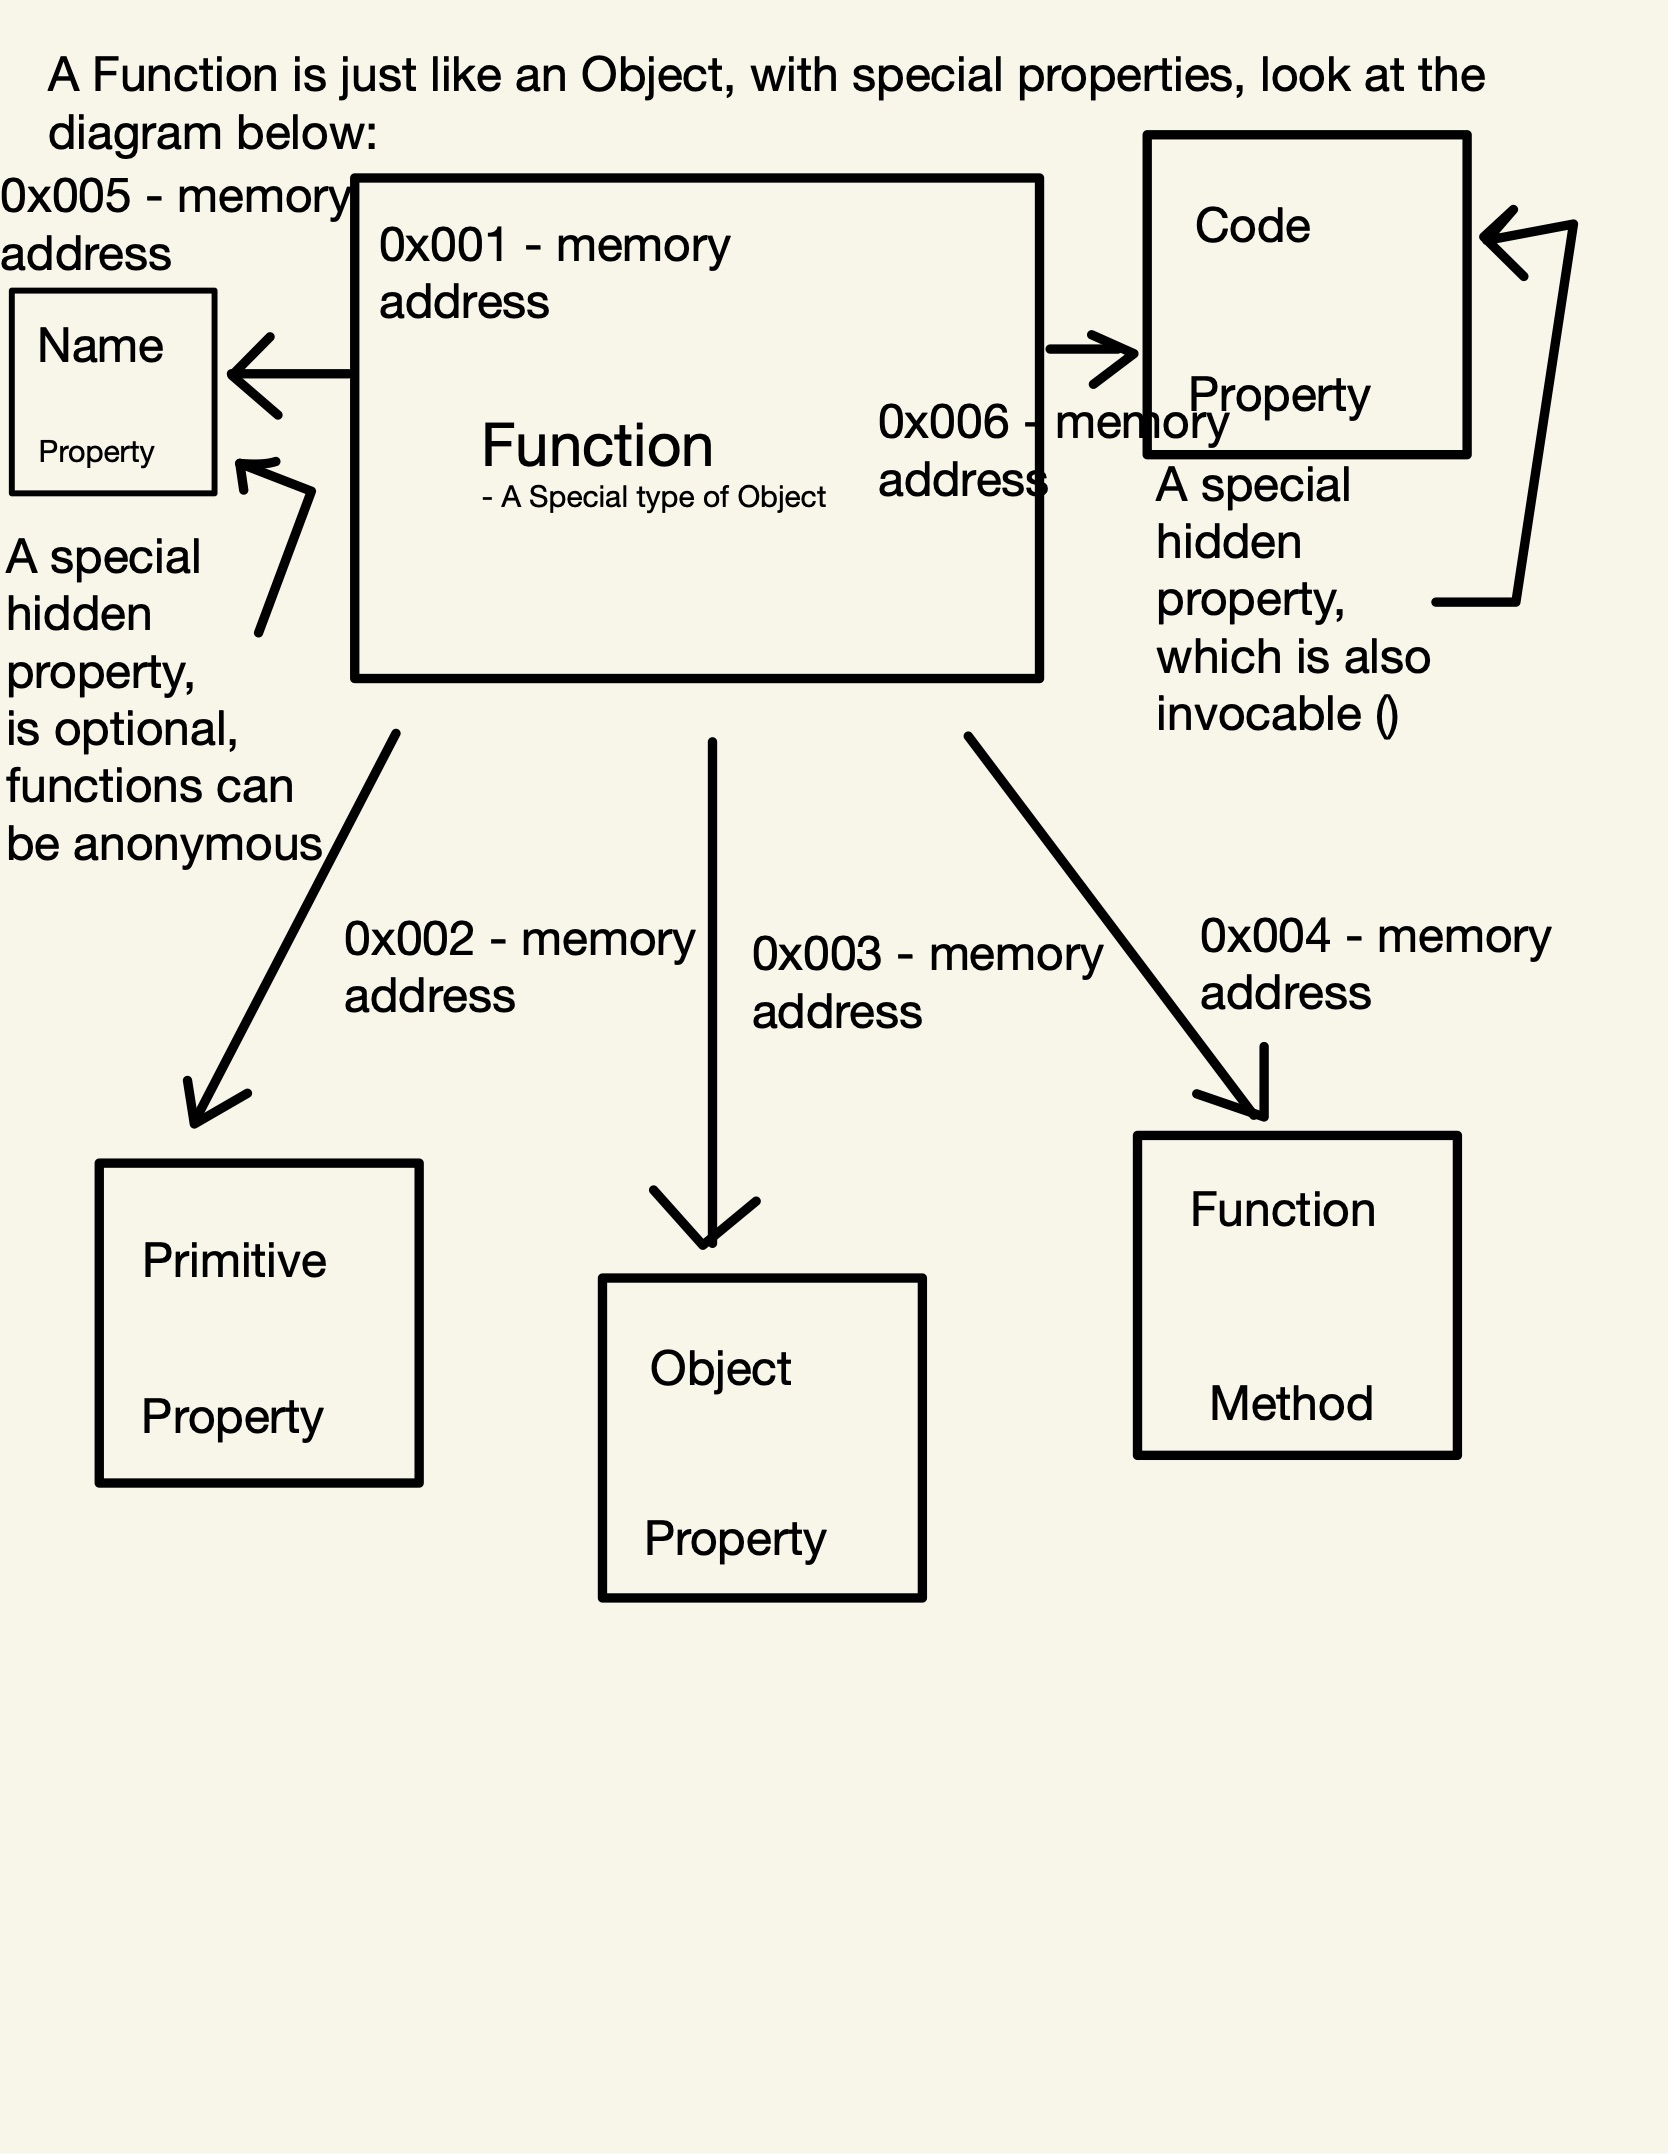 A Function is just like an Object, with special properties, look at the
diagram below:
0x005 - memory
address
Name
Property
A special
hidden
property,
is optional,
functions can
be anonymous
0x001 - memory
address
Function
- A Special type of Object
0x006 - memory
address
Code
Property
A special
hidden
property,
which is also
invocable ()
0x002 - memory
address
0x003 - memory
address
0x004 - memory
address
Primitive
Property
Object
Property
Function
Method